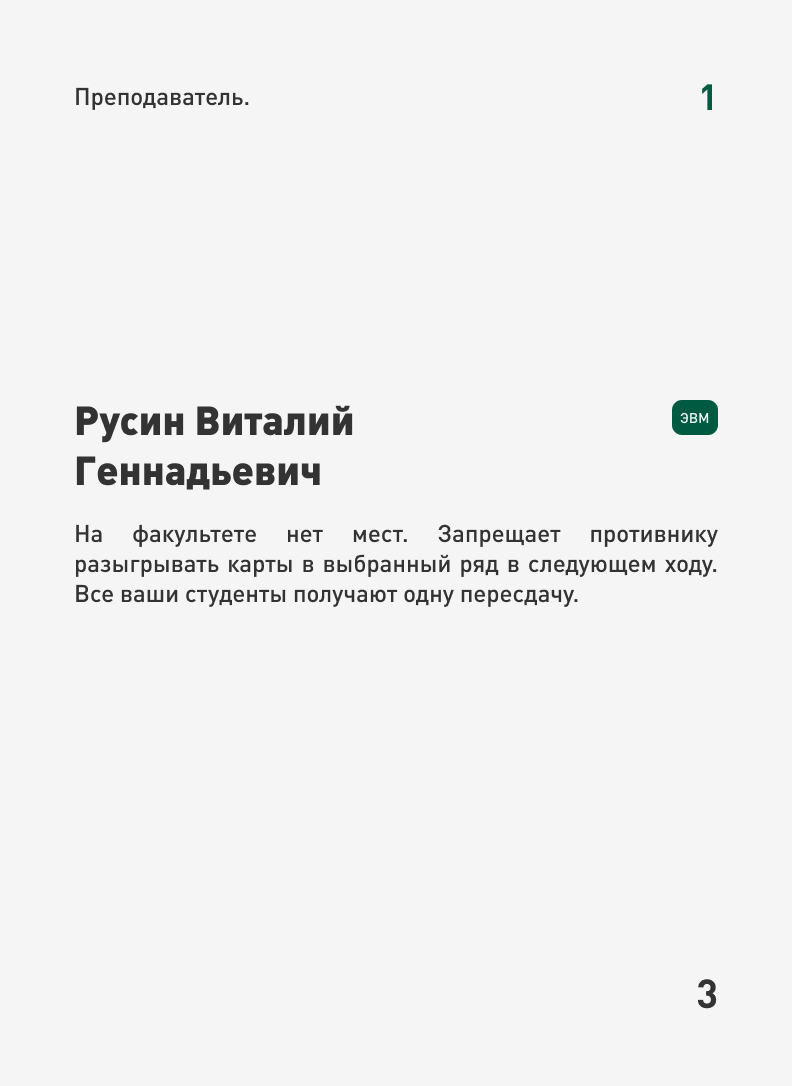 Преподаватель.
1
Русин Виталий
ЭВМ
Геннадьевич
На факультете нет мест. Запрещает противнику
разыгрывать карты в выбранный ряд в следующем ходу.
Все ваши студенты получают одну пересдачу.
3